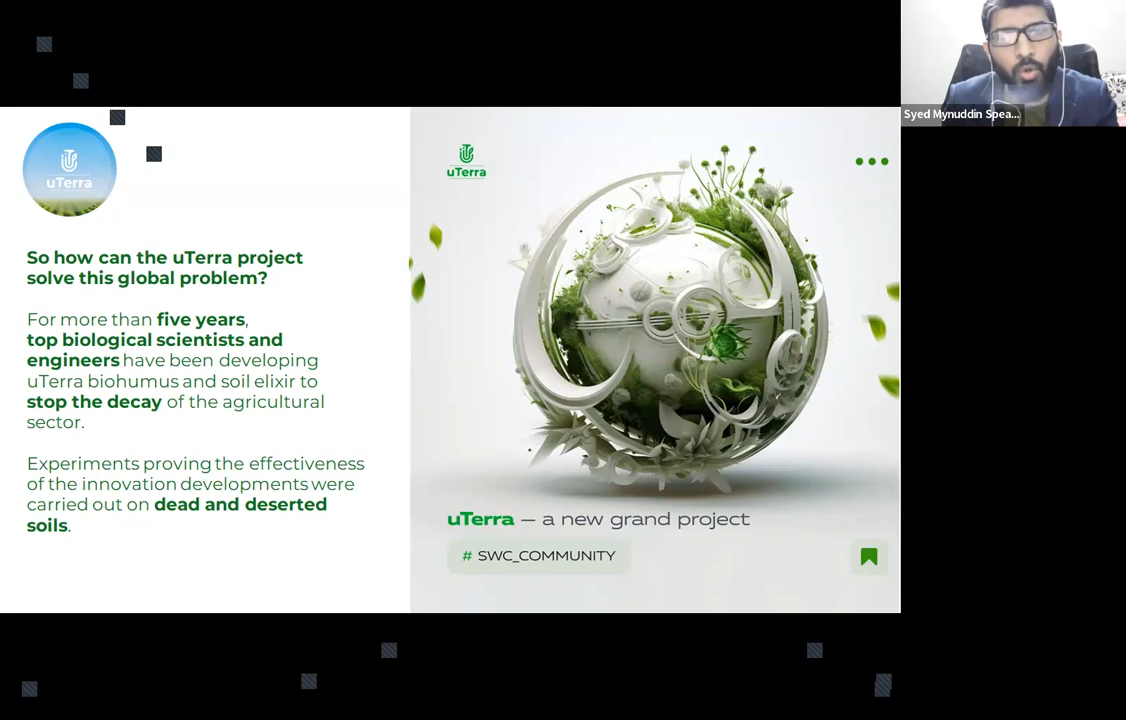 Syed Mynuddin Spea...
uTerra
So how can the uTerra project
solve this global problem?
For more than five years,
top biological scientists and
engineers have been developing
uTerra biohumus and soil elixir to
stop the decay of the agricultural
sector.
Experiments proving the effectiveness
of the innovation developments were
carried out on dead and deserted
soils.
uTerra
uTerra — a new grand project
# SWC_COMMUNITY